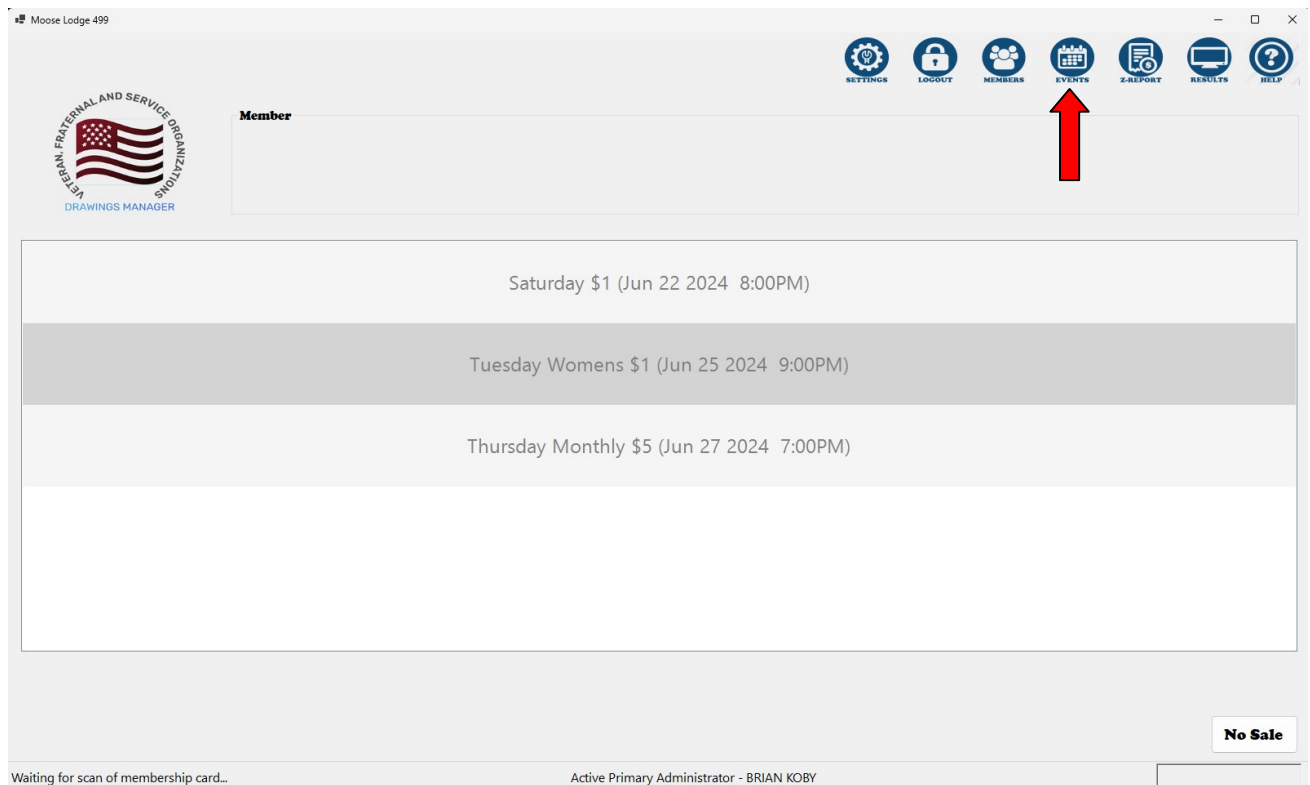 Moose Lodge 499
SETTINGS
LOGOUT
MEMBERS
EVENTS
Z-REPORT
RESULTS
HELP
VETERAN, FRATERNAL AND SERVICE ORGANIZATIONS
DRAWINGS MANAGER
Member
Saturday $1 (Jun 22 2024  8:00PM)
Tuesday Womens $1 (Jun 25 2024  9:00PM)
Thursday Monthly $5 (Jun 27 2024  7:00PM)
No Sale
Waiting for scan of membership card...
Active Primary Administrator - BRIAN KOBY